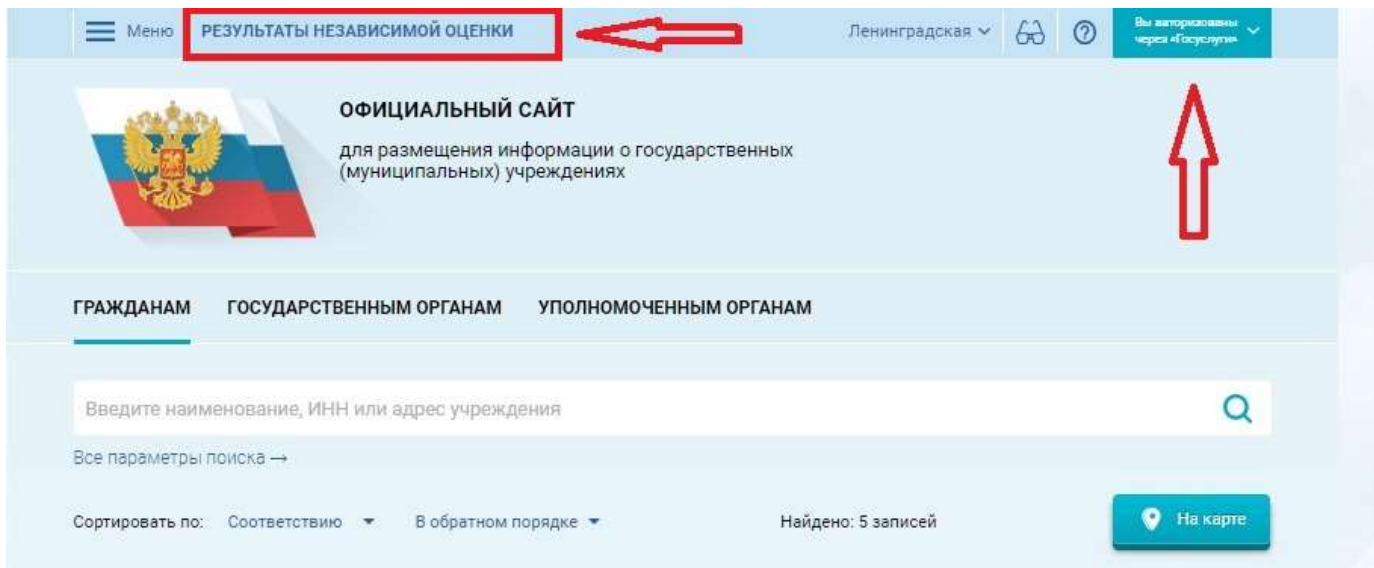 Меню РЕЗУЛЬТАТЫ НЕЗАВИСИМОЙ ОЦЕНКИ Ленинградская Вы авторизованы
через «Госуслуги»
ОФИЦИАЛЬНЫЙ САЙТ
для размещения информации о государственных
(муниципальных) учреждениях
ГРАЖДАНАМ ГОСУДАРСТВЕННЫМ ОРГАНАМ УПОЛНОМОЧЕННЫМ ОРГАНАМ
Введите наименование, ИНН или адрес учреждения
Все параметры поиска →
Сортировать по: Соответствию В обратном порядке Найдено: 5 записей На карте